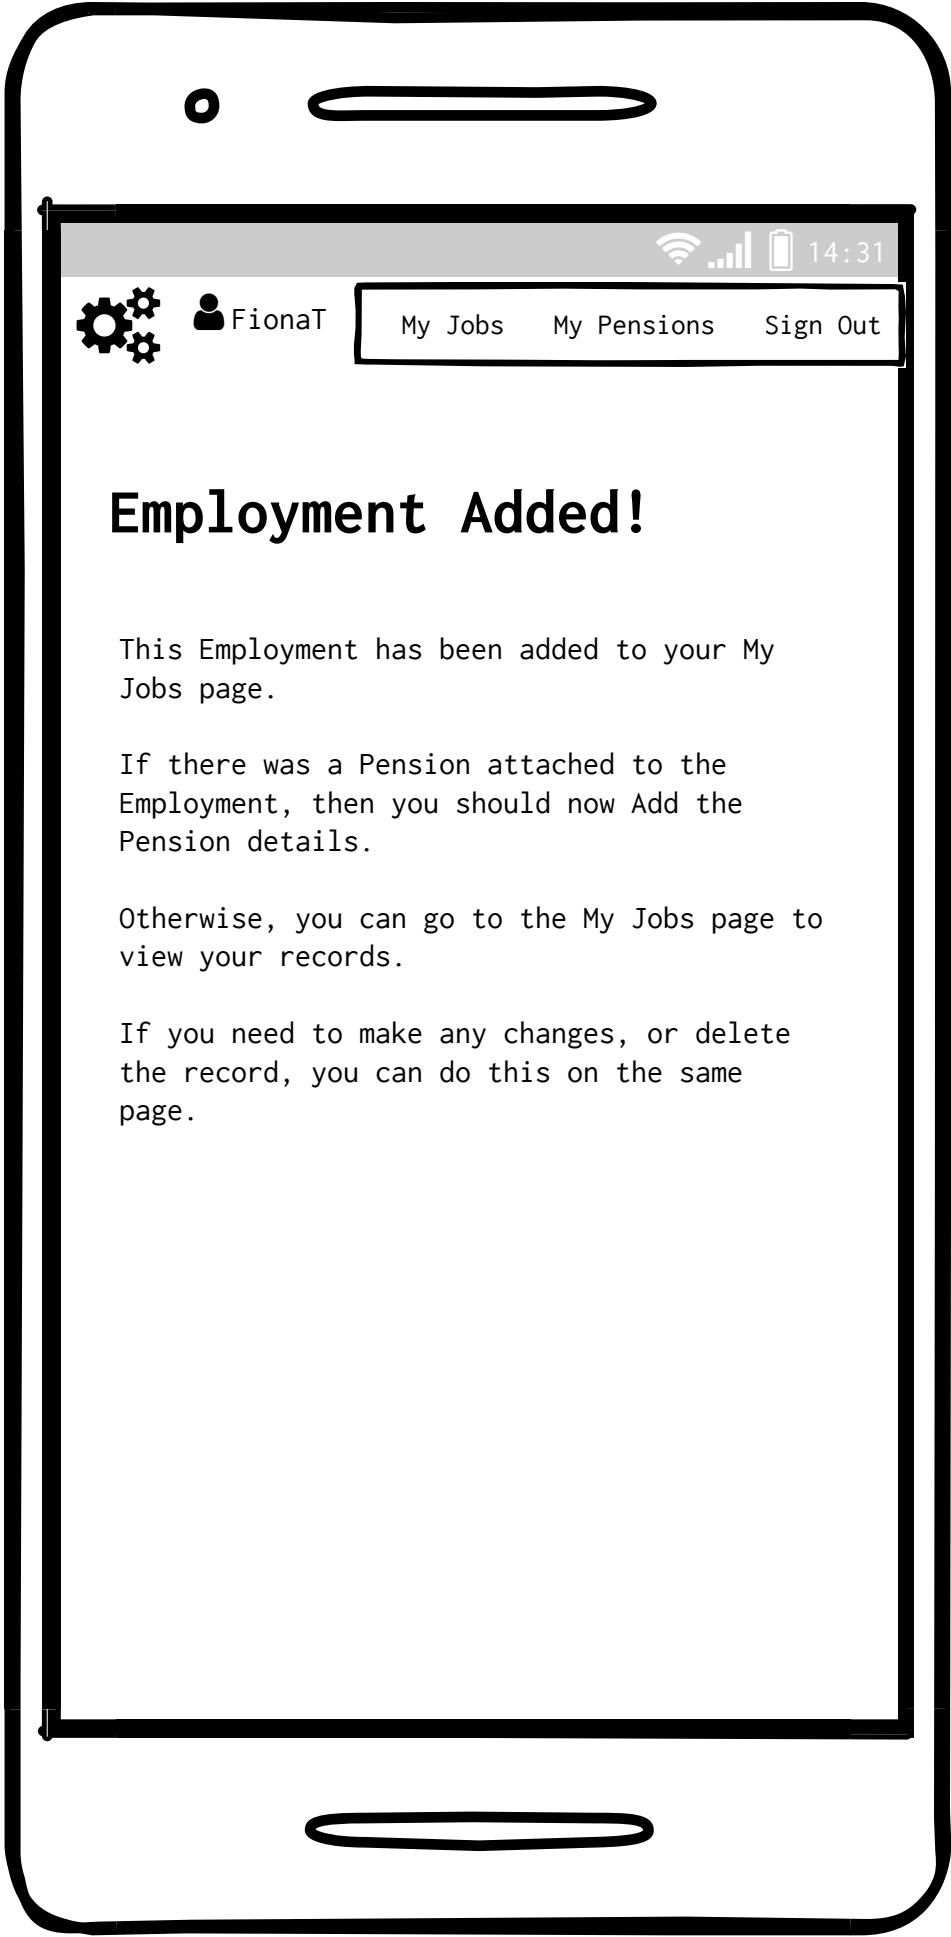 14:31
FionaT My Jobs My Pensions Sign Out
Employment Added!
This Employment has been added to your My
Jobs page.
If there was a Pension attached to the
Employment, then you should now Add the
Pension details.
Otherwise, you can go to the My Jobs page to
view your records.
If you need to make any changes, or delete
the record, you can do this on the same
page.